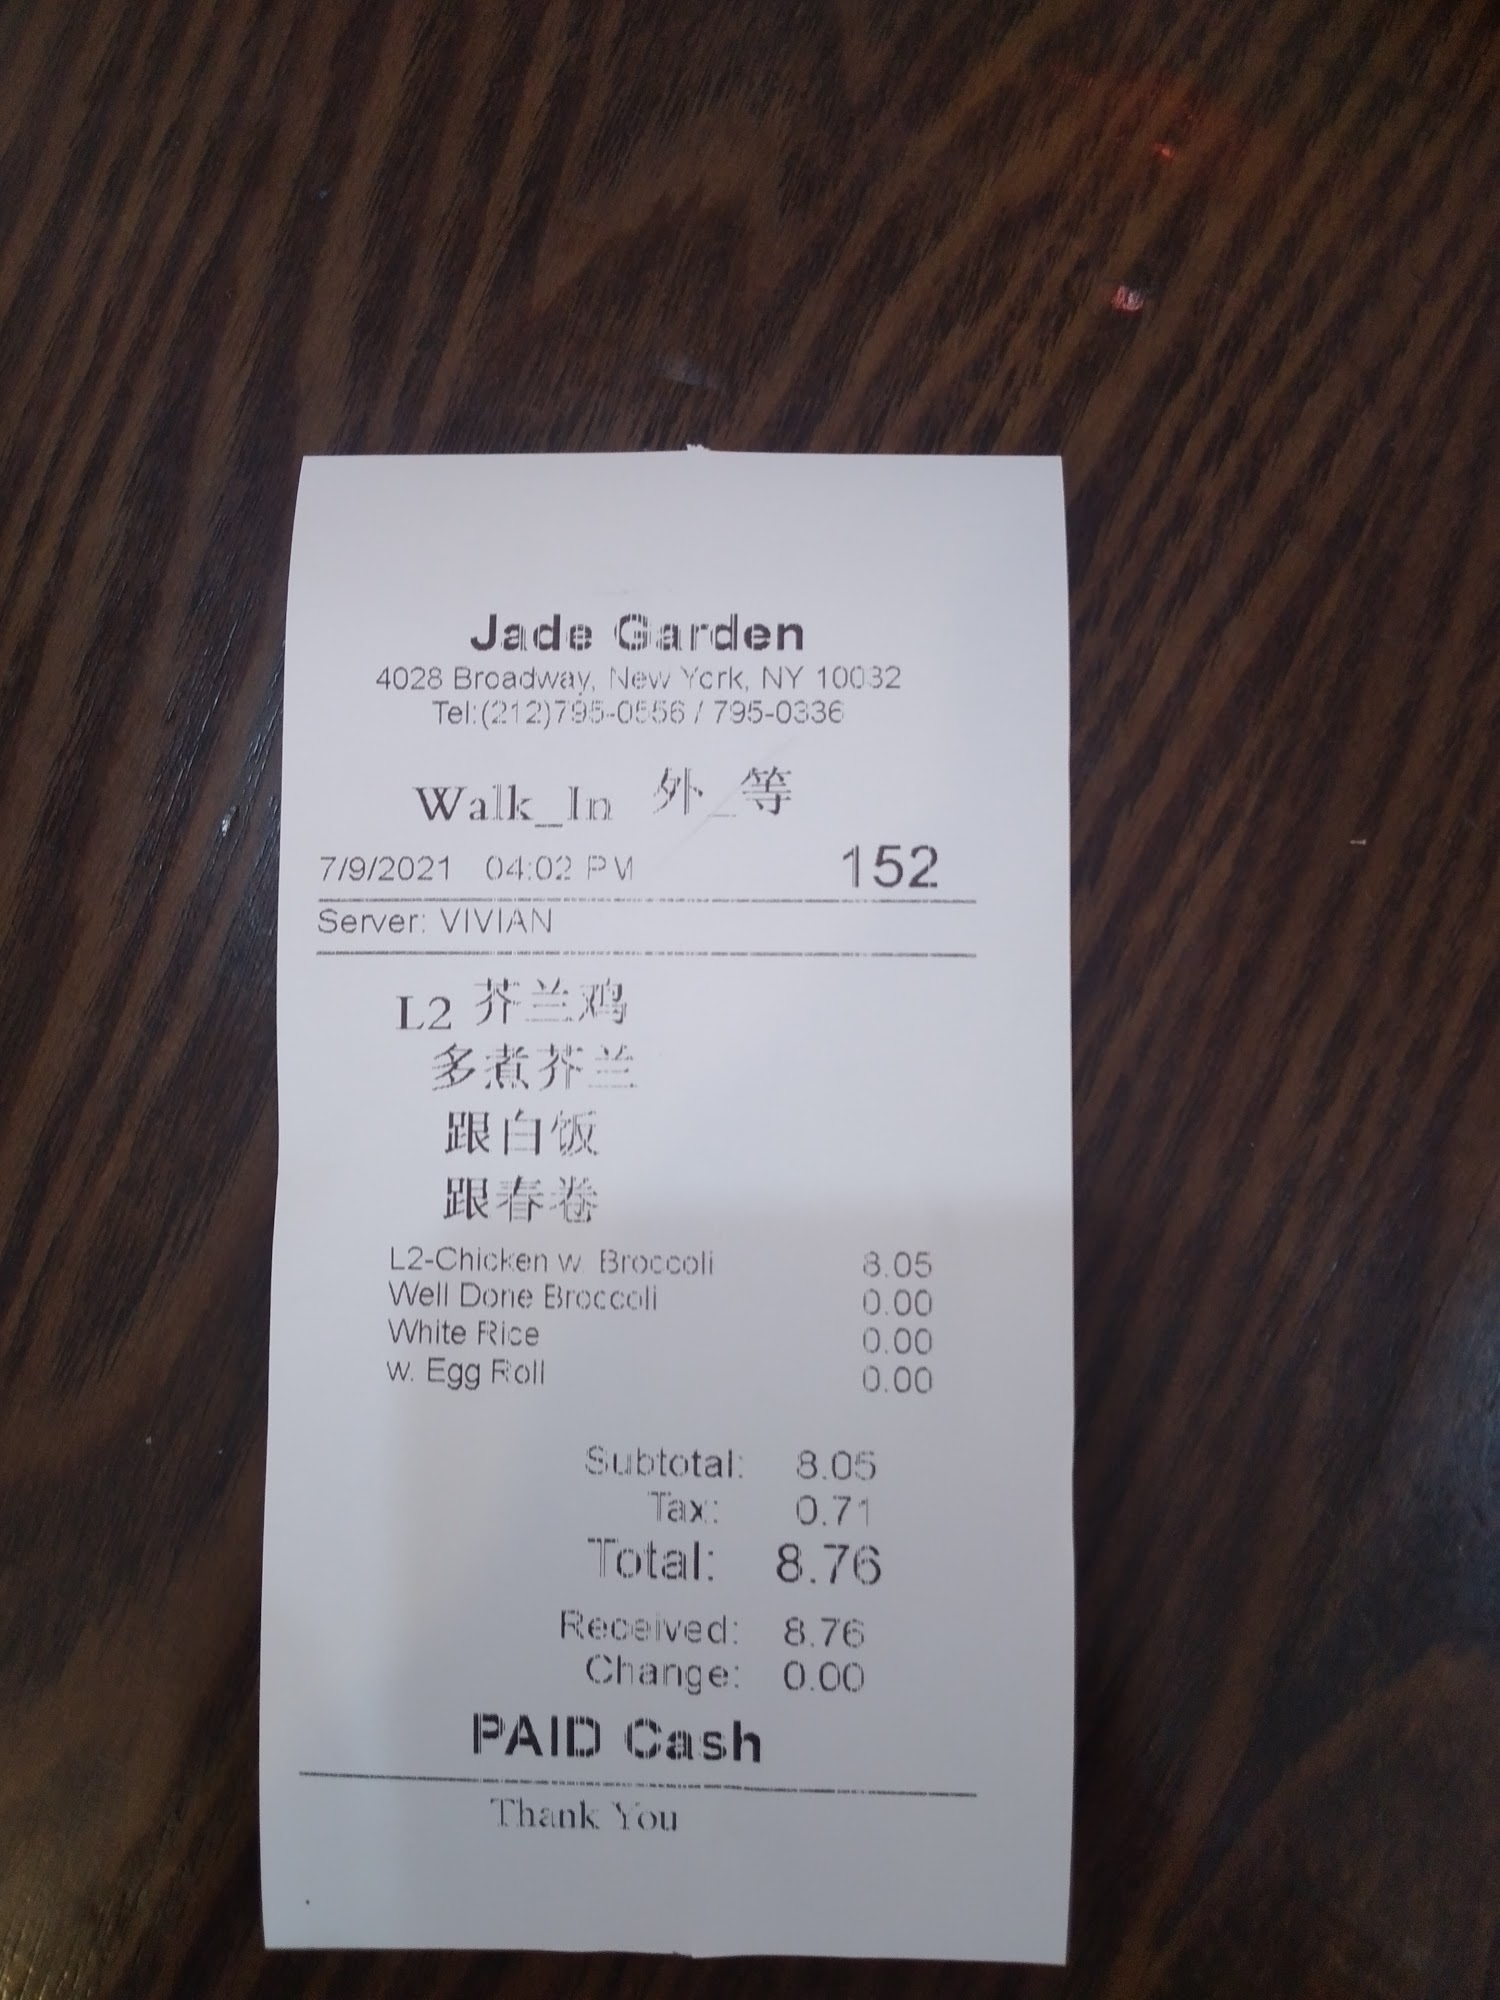 Jade Garden
4028 Broadway, New York, NY 10032
Tel:(212)795-0556 / 795-0336
Walk_In 外_等
7/9/2021 04:02 PM 152
Server: VIVIAN
L2 芥兰鸡
多煮芥兰
跟白饭
跟春卷
L2-Chicken w. Broccoli 8.05
Well Done Broccoli 0.00
White Rice 0.00
w. Egg Roll 0.00
Subtotal: 8.05
Tax: 0.71
Total: 8.76
Received: 8.76
Change: 0.00
PAID Cash
Thank You